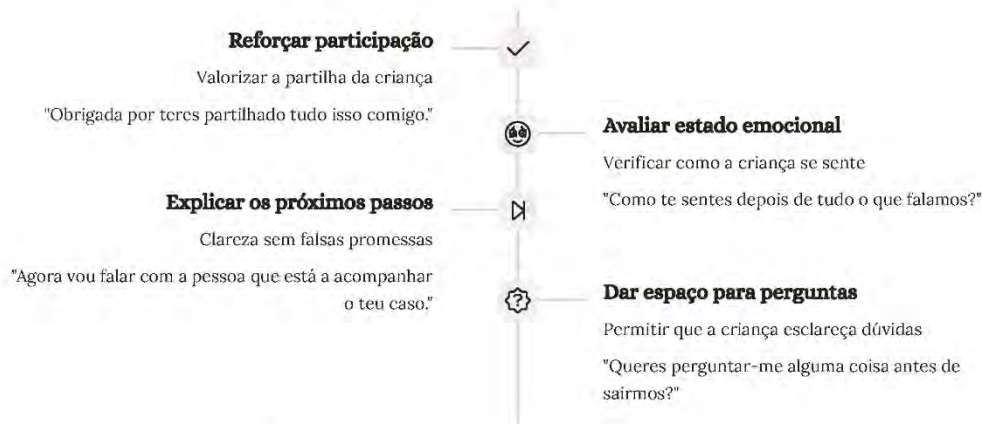 Reforçar participação
Valorizar a partilha da criança
"Obrigada por teres partilhado tudo isso comigo."
Avaliar estado emocional
Verificar como a criança se sente
"Como te sentes depois de tudo o que falamos?"
Explicar os próximos passos
Clareza sem falsas promessas
"Agora vou falar com a pessoa que está a acompanhar
o teu caso."
Dar espaço para perguntas
Permitir que a criança esclareça dúvidas
"Queres perguntar-me alguma coisa antes de
sairmos?"